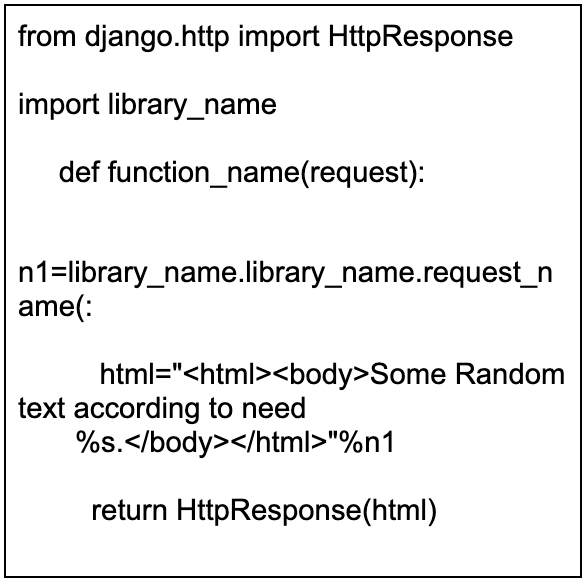 from django.http import HttpResponse
import library_name
def function_name(request):
n1=library_name.library_name.request_n
ame(:
html="<html><body>Some Random
text according to need
%s.</body></html>"%n1
return HttpResponse(html)